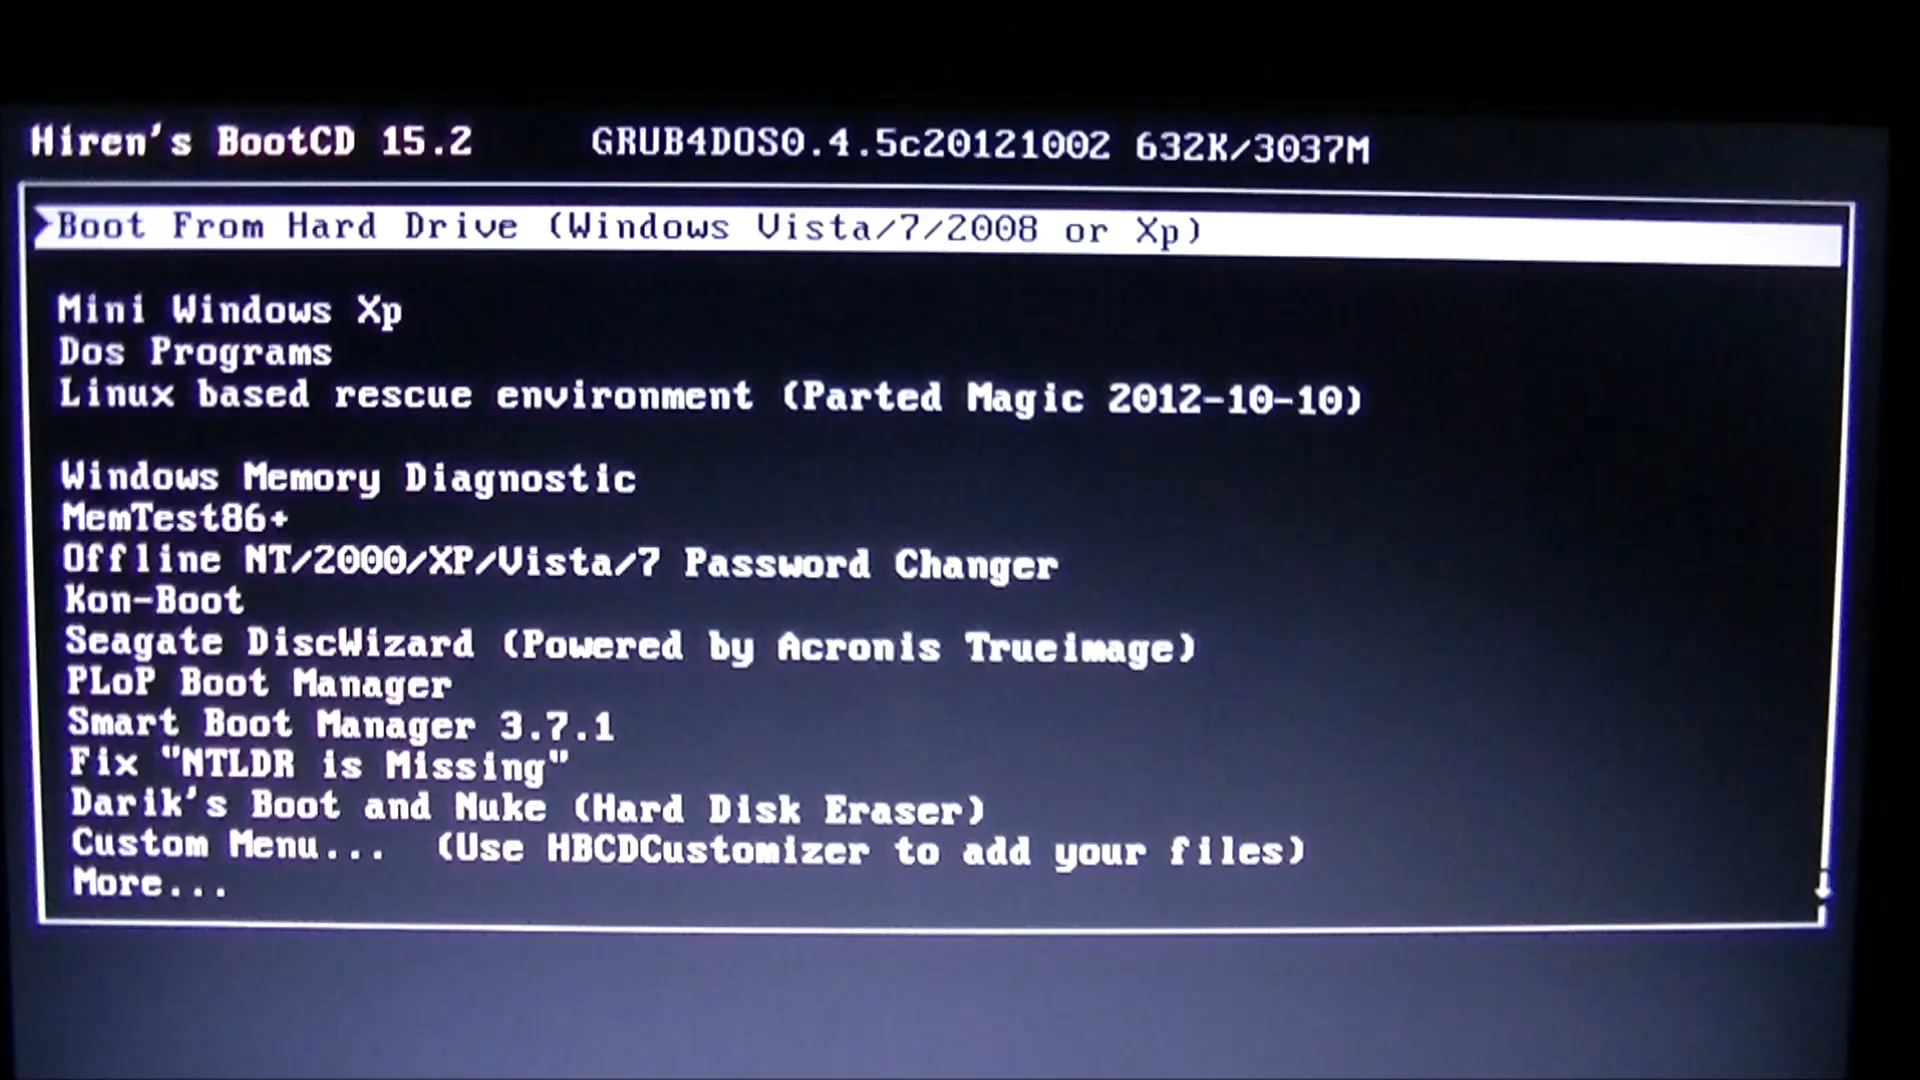 Hiren's BootCD 15.2 GRUB4DOS0.4.5c20121002 632K/3037M
Boot From Hard Drive (Windows Vista/7/2008 or Xp)
Mini Windows Xp
Dos Programs
Linux based rescue environment (Parted Magic 2012-10-10)
Windows Memory Diagnostic
MemTest86+
Offline NT/2000/XP/Vista/7 Password Changer
Kon-Boot
Seagate DiscWizard (Powered by Acronis Trueimage)
PLoP Boot Manager
Smart Boot Manager 3.7.1
Fix "NTLDR is Missing"
Darik's Boot and Nuke (Hard Disk Eraser)
Custom Menu... (Use HBCDCustomizer to add your files)
More...